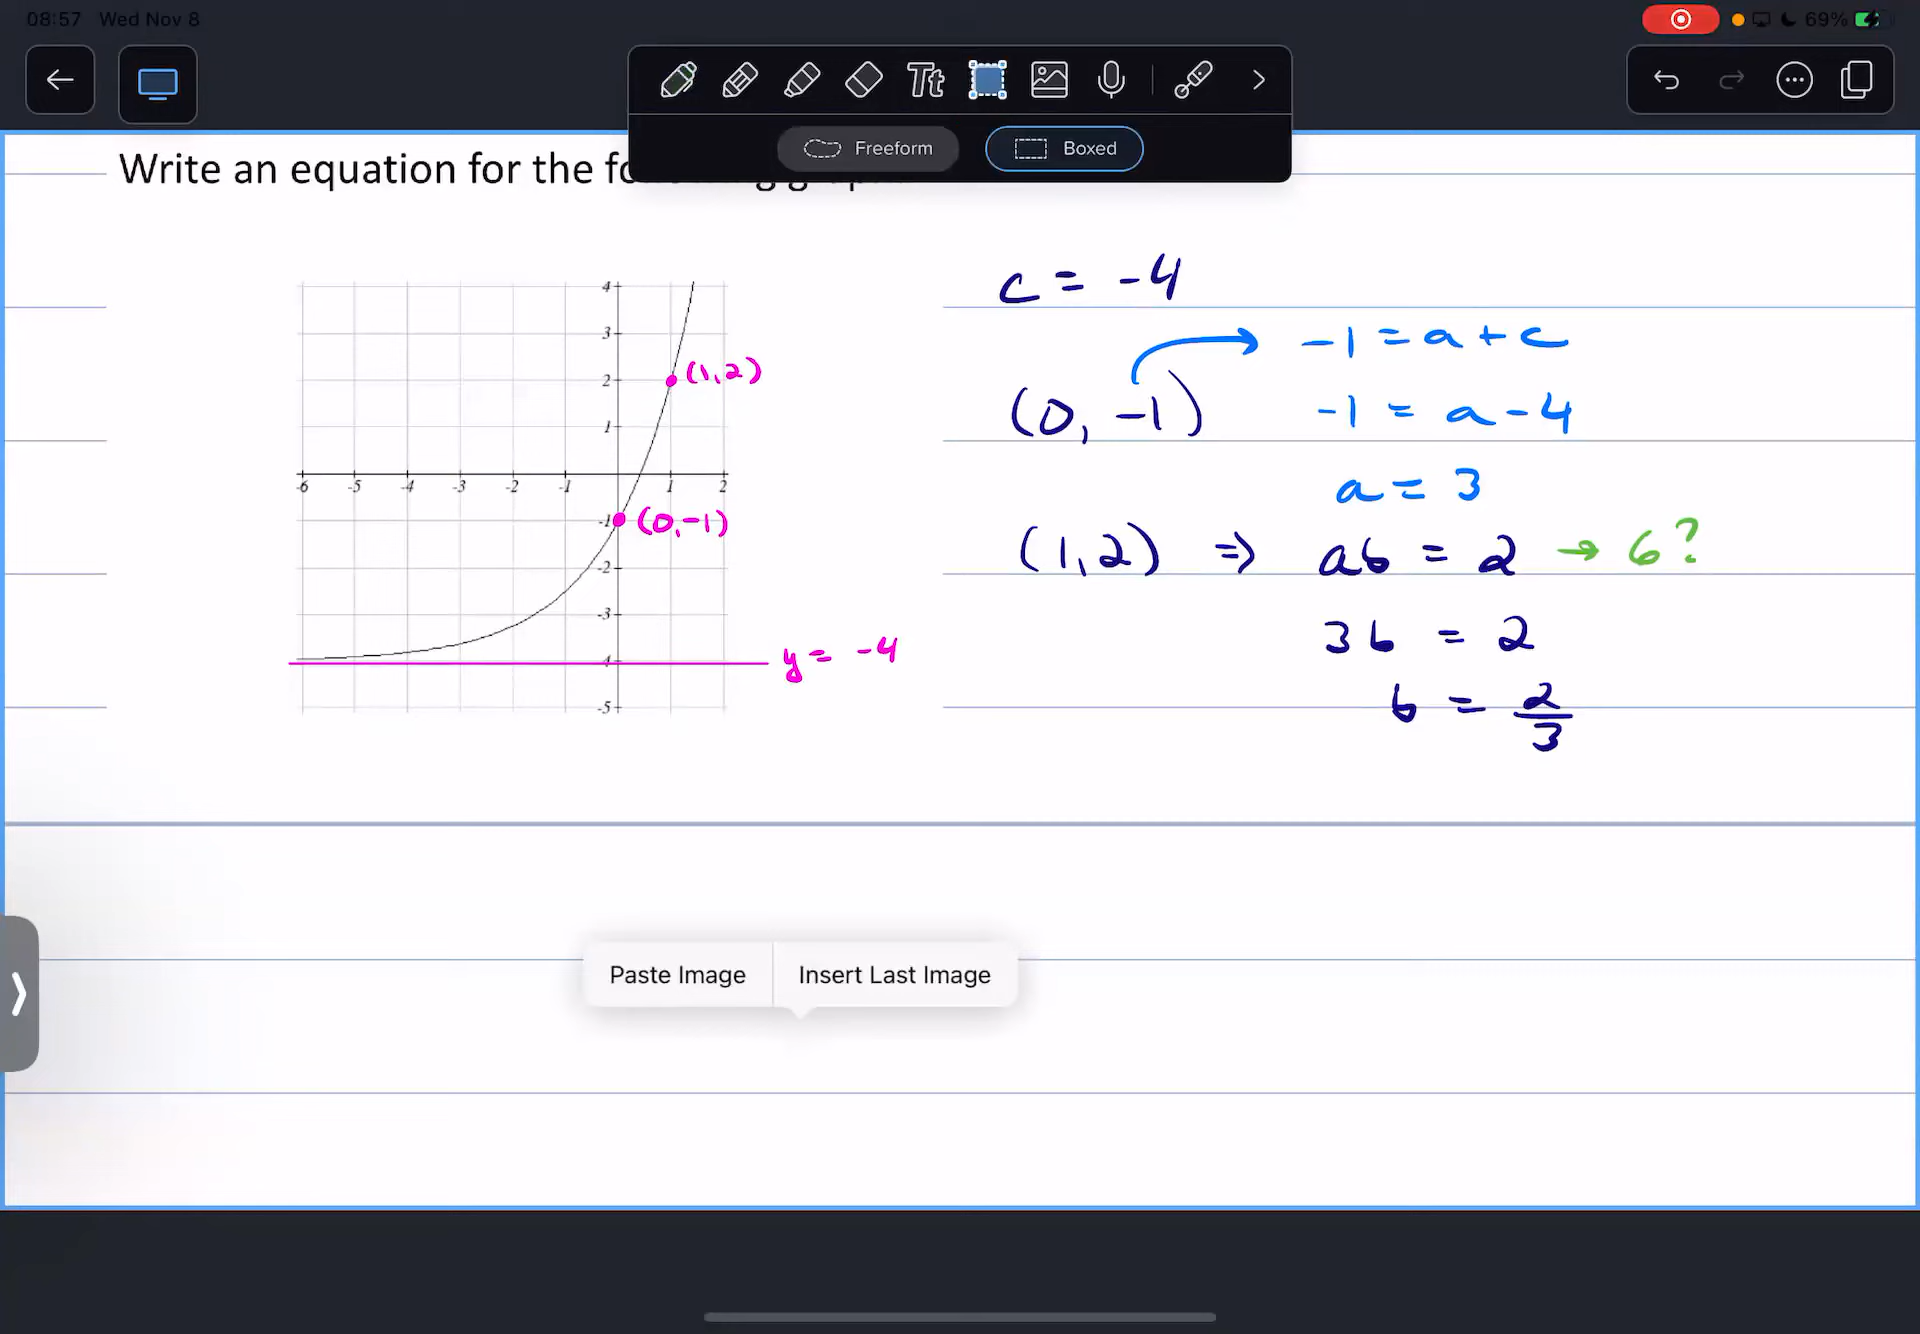 08:57 Wed Nov 8
69%
Tt
Freeform
Boxed
Write an equation for the
c = -4
-1 = a + c
(0, -1)
-1 = a - 4
a = 3
(1,2) ⇒ ab = 2 → 6?
3b = 2
b = 2/3
4
3
2
(1,2)
1
-6 -5 -4 -3 -2 -1 1 2
-1
(0,-1)
-2
-3
-4
y = -4
-5
Paste Image
Insert Last Image